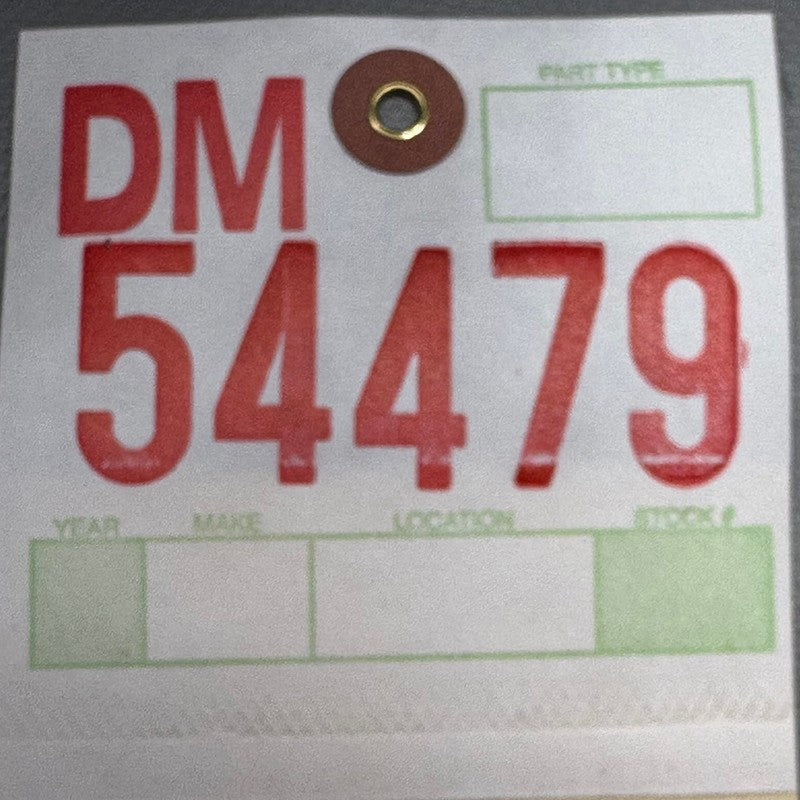 PART TYPE
DM
54479
YEAR MAKE LOCATION STOCK #